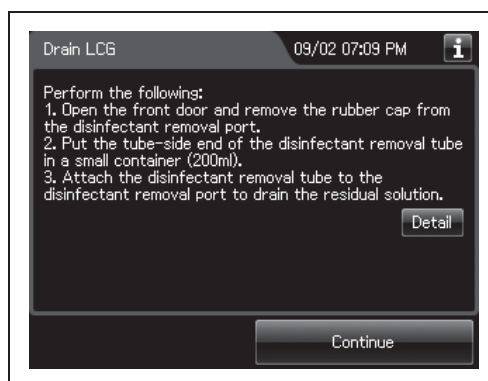 Drain LCG 09/02 07:09 PM i
Perform the following:
1. Open the front door and remove the rubber cap from
the disinfectant removal port.
2. Put the tube-side end of the disinfectant removal tube
in a small container (200ml).
3. Attach the disinfectant removal tube to the
disinfectant removal port to drain the residual solution.
Detail
Continue